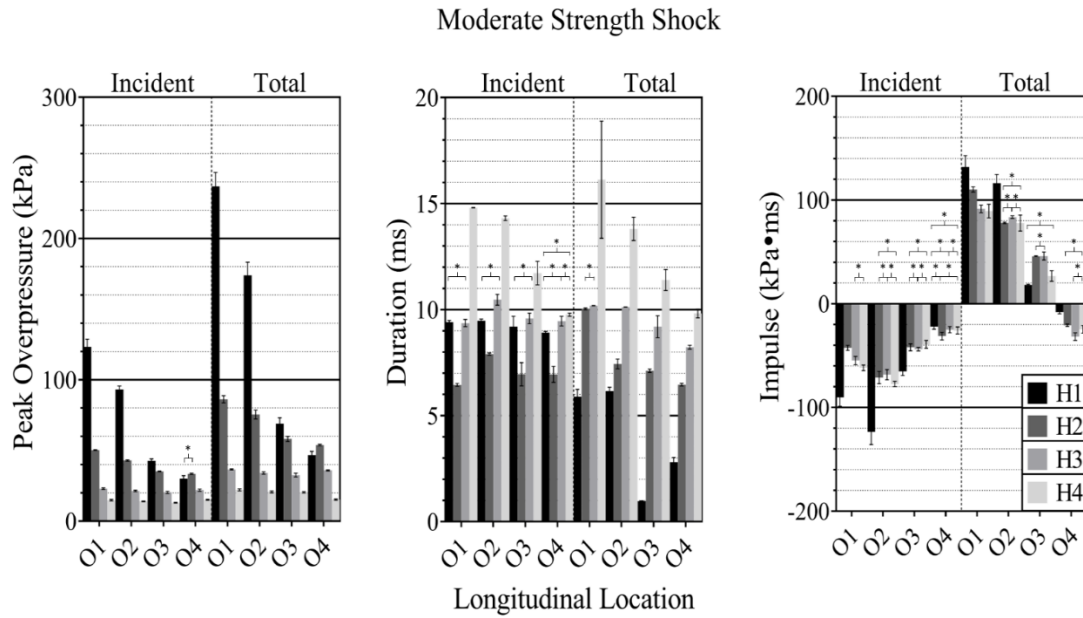 Moderate Strength Shock
Incident Total
Peak Overpressure (kPa)
300
200
100
0
O1 O2 O3 O4 O1 O2 O3 O4
Incident Total
Duration (ms)
20
15
10
5
0
* * * * * * *
O1 O2 O3 O4 O1 O2 O3 O4
Longitudinal Location
Incident Total
Impulse (kPa•ms)
200
100
0
-100
-200
O1 O2 O3 O4 O1 O2 O3 O4
H1
H2
H3
H4